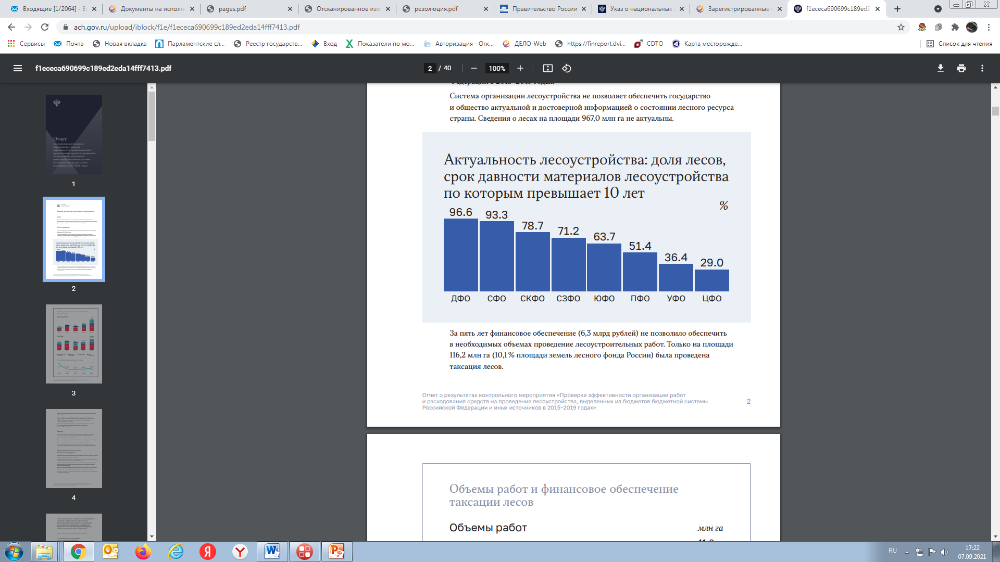 Входящие [1/2064] - В
Документы на исполн
pages.pdf
Отсканированное изо
резолюция.pdf
Правительство России
Указ о национальных
Зарегистрированные
f1ececa690699c189ed2
ach.gov.ru/upload/iblock/f1e/f1ececa690699c189ed2eda14fff7413.pdf
Сервисы
Почта
Новая вкладка
Парламентские сл...
Реестр государств...
Вход
Показатели по мо...
Авторизация - Отк...
ДЕЛО-Web
https://finreport.dvi...
CDTO
Карта месторожде...
Список для чтения
f1ececa690699c189ed2eda14fff7413.pdf
2 / 40
100%
Отчет
1
2
3
4
Федерации в 2015–2019 годах.
Система организации лесоустройства не позволяет обеспечить государство
и общество актуальной и достоверной информацией о состоянии лесного ресурса
страны. Сведения о лесах на площади 967,0 млн га не актуальны.
Актуальность лесоустройства: доля лесов,
срок давности материалов лесоустройства
по которым превышает 10 лет
%
96.6
93.3
78.7
71.2
63.7
51.4
36.4
29.0
ДФО
СФО
СКФО
СЗФО
ЮФО
ПФО
УФО
ЦФО
За пять лет финансовое обеспечение (6,3 млрд рублей) не позволило обеспечить
в необходимых объемах проведение лесоустроительных работ. Только на площади
116,2 млн га (10,1 % площади земель лесного фонда России) была проведена
таксация лесов.
Отчет о результатах контрольного мероприятия «Проверка эффективности организации работ
и расходования средств на проведение лесоустройства, выделенных из бюджетов бюджетной системы
Российской Федерации и иных источников в 2015–2019 годах»
2
Объемы работ и финансовое обеспечение
таксации лесов
Объемы работ
млн га
RU
17:22
07.09.2021